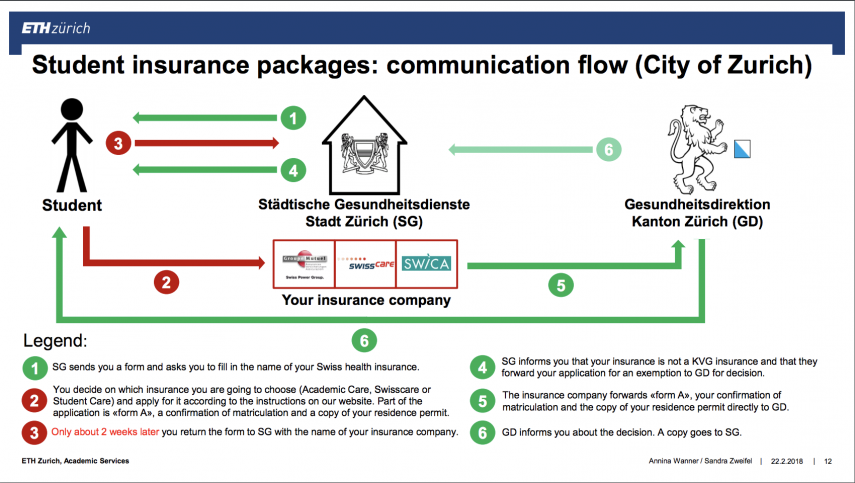 ETH zürich
Student insurance packages: communication flow (City of Zurich)
1
3
4
6
Student
Städtische Gesundheitsdienste
Stadt Zürich (SG)
Gesundheitsdirektion
Kanton Zürich (GD)
2
Groupe Mutuel
Swiss Power Group.
swisscare
SWICA
5
Your insurance company
6
Legend:
1 SG sends you a form and asks you to fill in the name of your Swiss health insurance.
2 You decide on which insurance you are going to choose (Academic Care, Swisscare or
Student Care) and apply for it according to the instructions on our website. Part of the
application is «form A», a confirmation of matriculation and a copy of your residence permit.
3 Only about 2 weeks later you return the form to SG with the name of your insurance company.
4 SG informs you that your insurance is not a KVG insurance and that they
forward your application for an exemption to GD for decision.
5 The insurance company forwards «form A», your confirmation of
matriculation and the copy of your residence permit directly to GD.
6 GD informs you about the decision. A copy goes to SG.
ETH Zurich, Academic Services
Annina Wanner / Sandra Zweifel | 22.2.2018 | 12